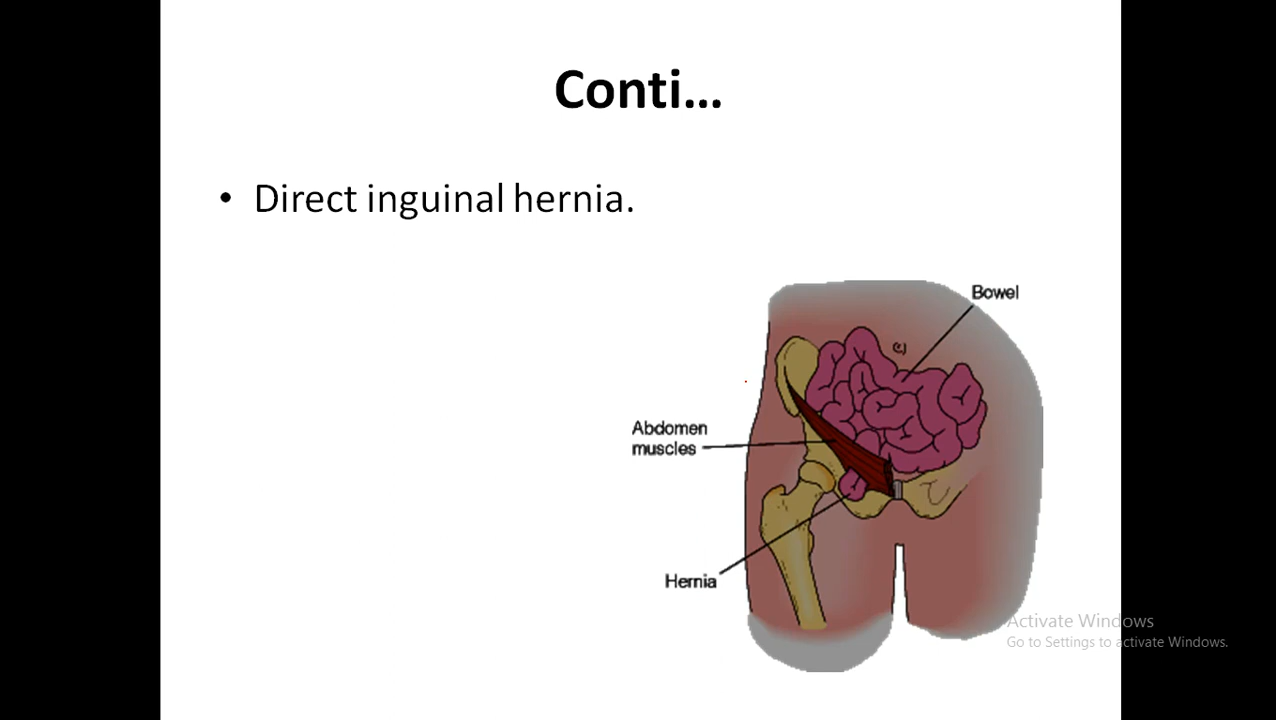 Conti...
• Direct inguinal hernia.
Bowel
Abdomen
muscles
Hernia
Activate Windows
Go to Settings to activate Windows.